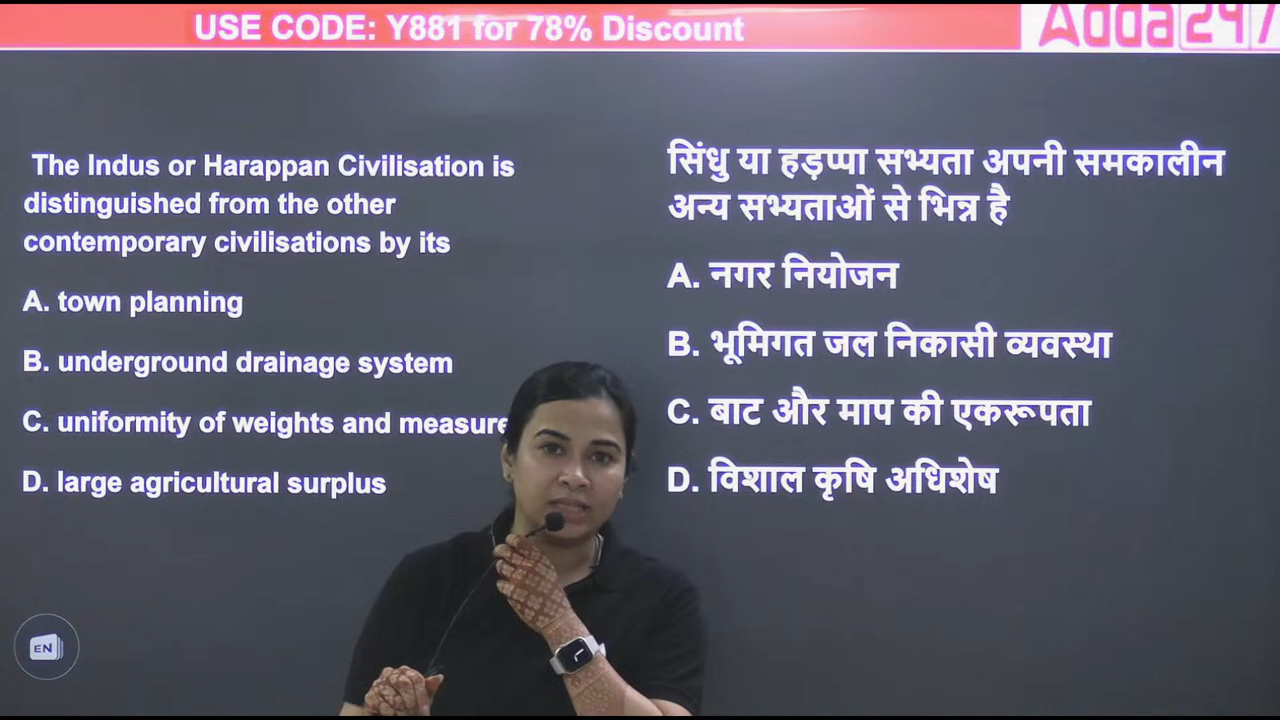 USE CODE: Y881 for 78% Discount
Adda247
The Indus or Harappan Civilisation is
distinguished from the other
contemporary civilisations by its
A. town planning
B. underground drainage system
C. uniformity of weights and measure
D. large agricultural surplus
सिंधु या हड़प्पा सभ्यता अपनी समकालीन
अन्य सभ्यताओं से भिन्न है
A. नगर नियोजन
B. भूमिगत जल निकासी व्यवस्था
C. बाट और माप की एकरूपता
D. विशाल कृषि अधिशेष
EN